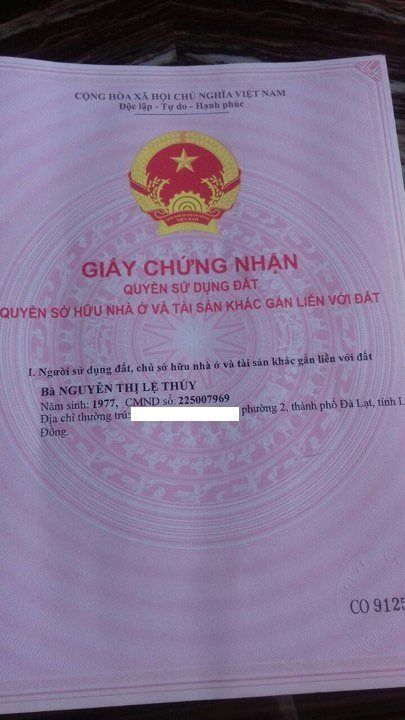 CỘNG HÒA XÃ HỘI CHỦ NGHĨA VIỆT NAM
Độc lập - Tự do - Hạnh phúc
GIẤY CHỨNG NHẬN
QUYỀN SỬ DỤNG ĐẤT
QUYỀN SỞ HỮU NHÀ Ở VÀ TÀI SẢN KHÁC GẮN LIỀN VỚI ĐẤT
I. Người sử dụng đất, chủ sở hữu nhà ở và tài sản khác gắn liền với đất
Bà NGUYỄN THỊ LỆ THỦY
Năm sinh: 1977, CMND số: 225007969
Địa chỉ thường trú: phường 2, thành phố Đà Lạt, tỉnh L
Đồng.
CO 9125